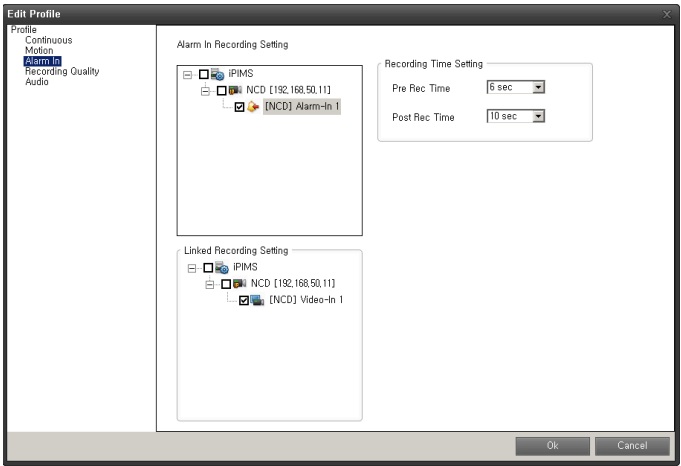 Edit Profile
x
Profile
Continuous
Motion
Alarm In
Recording Quality
Audio
Alarm In Recording Setting
iPIMS
NCD [192,168,50,11]
[NCD] Alarm-In 1
Recording Time Setting
Pre Rec Time
6 sec
Post Rec Time
10 sec
Linked Recording Setting
iPIMS
NCD [192,168,50,11]
[NCD] Video-In 1
Ok
Cancel